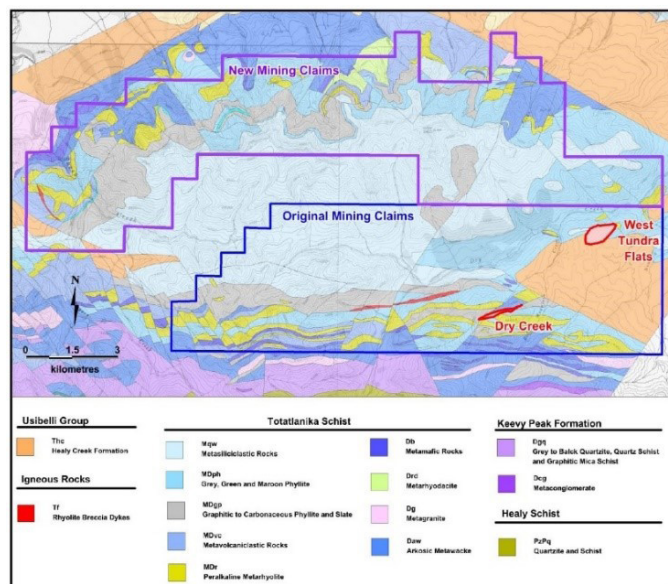 New Mining Claims
Original Mining Claims
West
Tundra
Flats
Dry Creek
N
0 1.5 3
kilometres
Usibelli Group
Thc
Healy Creek Formation
Igneous Rocks
Tf
Rhyolite Breccia Dykas
Totatlanika Schist
Mqw
Metasiliciclastic Rocks
MDph
Grey, Green and Maroon Phyllite
MDgp
Graphitic to Carbonaceous Phyllite and Slate
MDvc
Metavolcaniclastic Rocks
MDr
Peralkaline Metarhyolite
Db
Metamafic Rocks
Drd
Metarhyodacite
Dg
Metagranite
Daw
Arkosic Metawacke
Keevy Peak Formation
Dgq
Grey to Balck Quartzite, Quartz Schist
and Graphitic Mica Schist
Dcg
Metaconglomerate
Healy Schist
PzPq
Quartzite and Schist